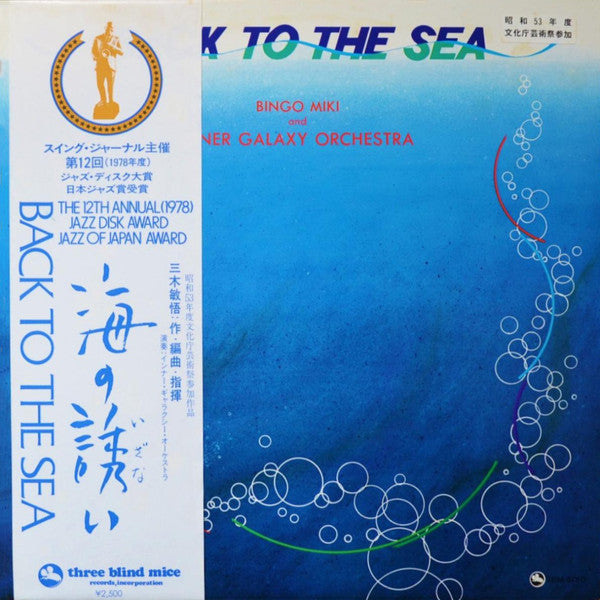 スイング・ジャーナル主催
第12回(1978年度)
ジャズ・ディスク大賞
日本ジャズ賞受賞
THE 12TH ANNUAL(1978)
JAZZ DISK AWARD
JAZZ OF JAPAN AWARD
BACK TO THE SEA
昭和53年度文化庁芸術祭参加作品
三木敏悟:作・編曲・指揮
演奏:インナー・ギャラクシー・オーケストラ
海の誘い
いざな
three blind mice
records, incorporation
¥2,500
K TO THE SEA
昭和53年度
文化庁芸術祭参加
BINGO MIKI
and
NER GALAXY ORCHESTRA